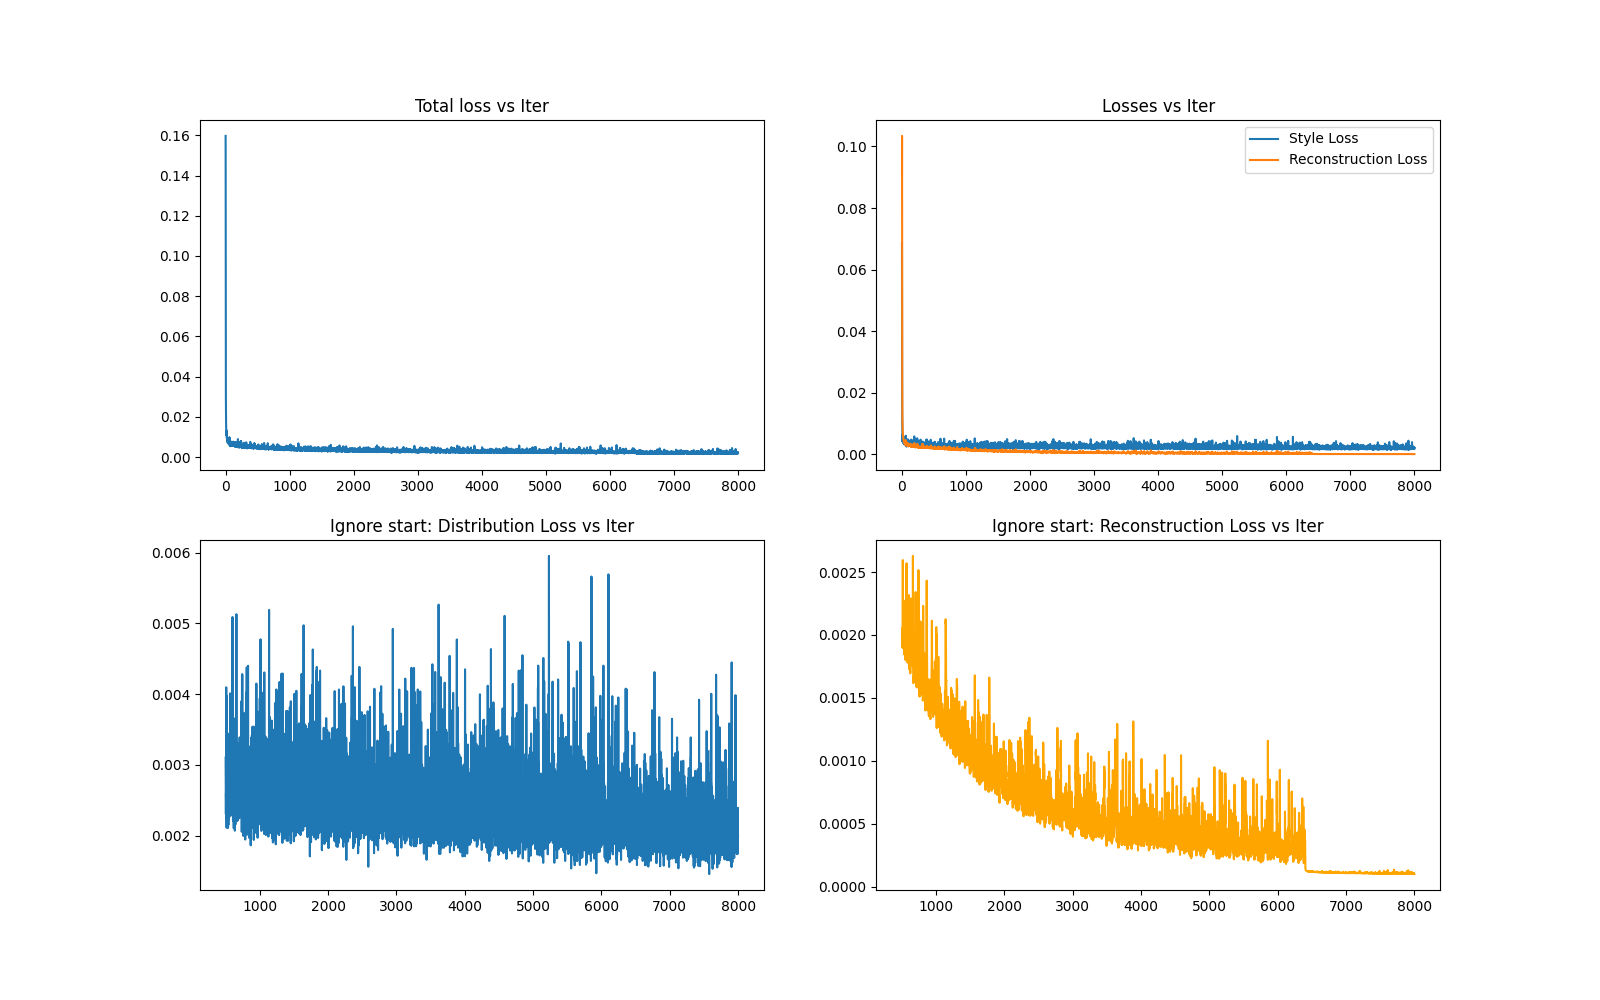 Total loss vs Iter
0.16
0.14
0.12
0.10
0.08
0.06
0.04
0.02
0.00
0 1000 2000 3000 4000 5000 6000 7000 8000
Losses vs Iter
Style Loss
Reconstruction Loss
0.10
0.08
0.06
0.04
0.02
0.00
0 1000 2000 3000 4000 5000 6000 7000 8000
Ignore start: Distribution Loss vs Iter
0.006
0.005
0.004
0.003
0.002
1000 2000 3000 4000 5000 6000 7000 8000
Ignore start: Reconstruction Loss vs Iter
0.0025
0.0020
0.0015
0.0010
0.0005
0.0000
1000 2000 3000 4000 5000 6000 7000 8000